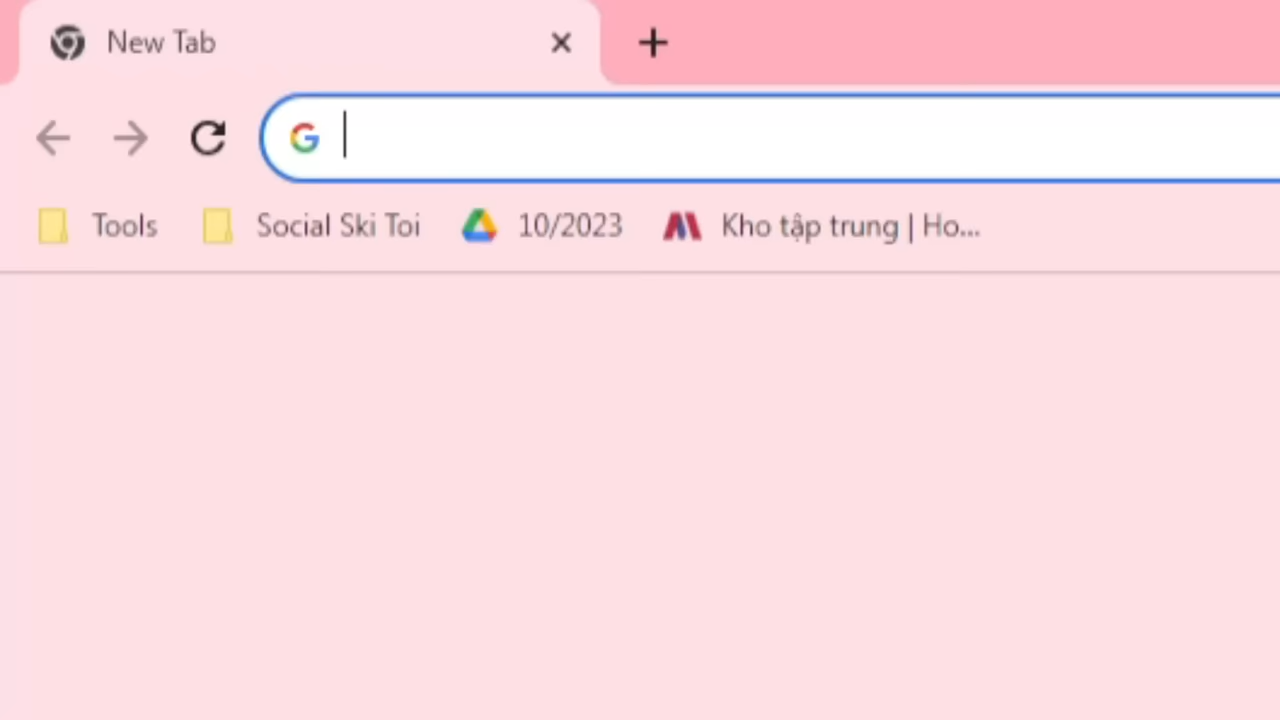 New Tab
Tools Social Ski Toi 10/2023 Kho tập trung | Ho...